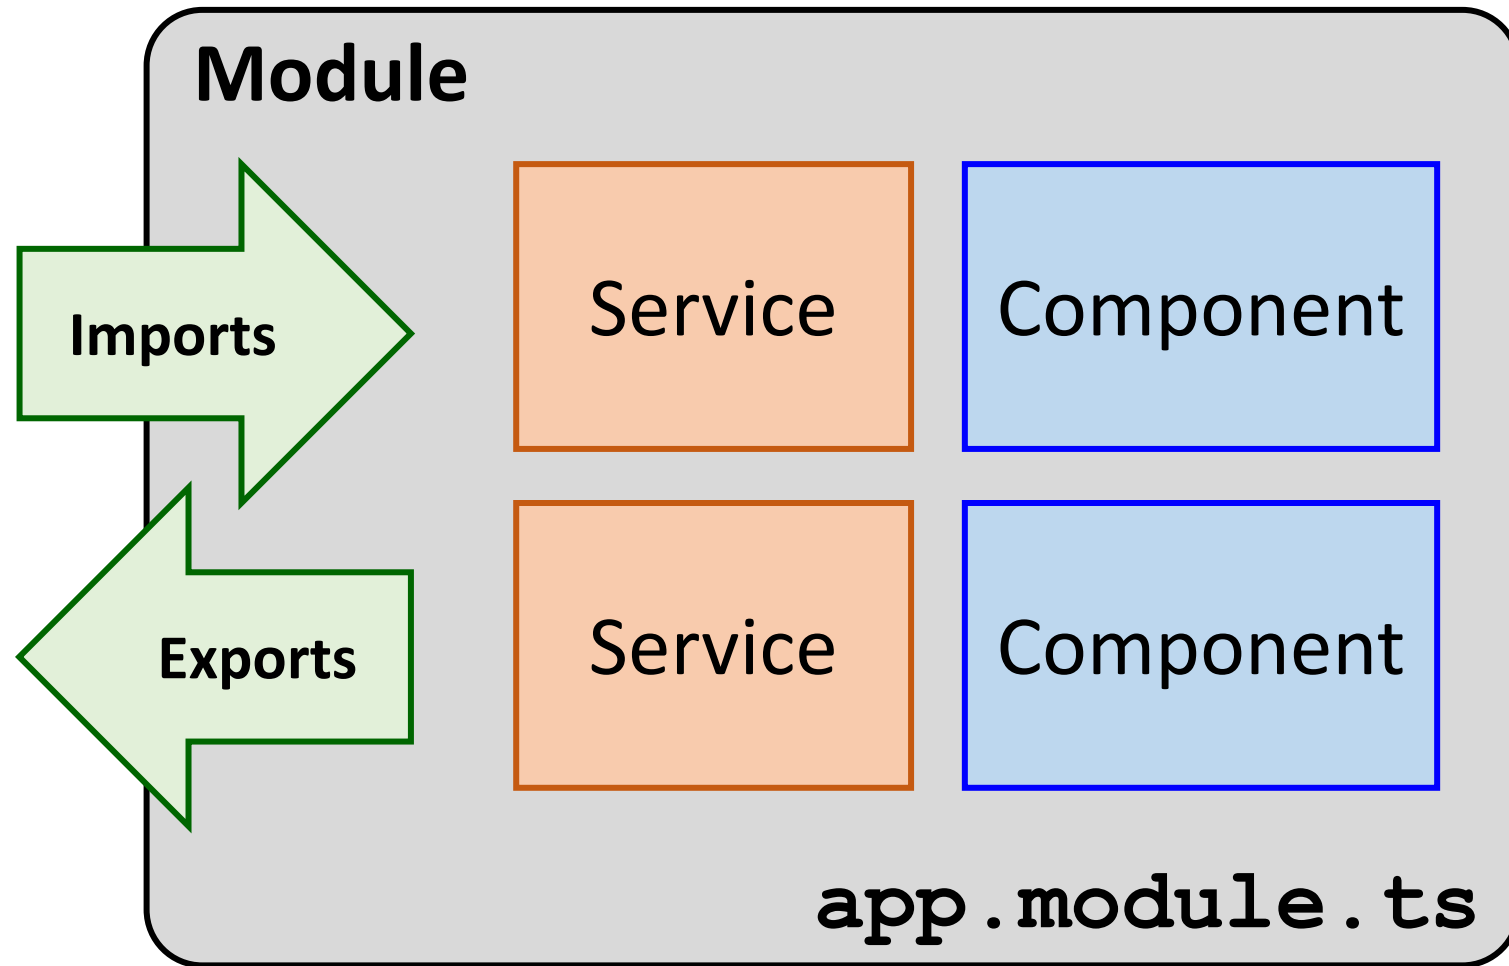 Module
Imports
Service
Component
Exports
Service
Component
app.module.ts